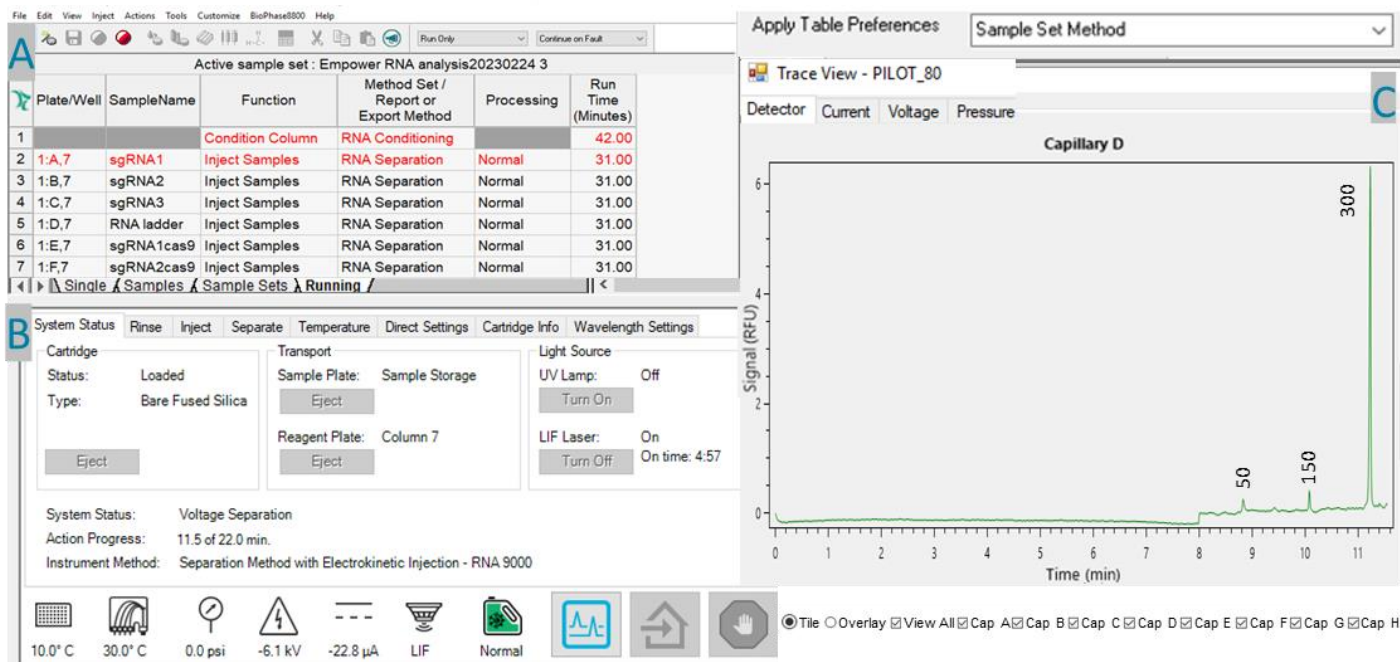 File Edit View Inject Actions Tools Customize BioPhase8800 Help
Run Only Continue on Fault
A
Active sample set : Empower RNA analysis20230224 3
Plate/Well SampleName Function Method Set / Report or Export Method Processing Run Time (Minutes)
1 Condition Column RNA Conditioning 42.00
2 1:A,7 sgRNA1 Inject Samples RNA Separation Normal 31.00
3 1:B,7 sgRNA2 Inject Samples RNA Separation Normal 31.00
4 1:C,7 sgRNA3 Inject Samples RNA Separation Normal 31.00
5 1:D,7 RNA ladder Inject Samples RNA Separation Normal 31.00
6 1:E,7 sgRNA1cas9 Inject Samples RNA Separation Normal 31.00
7 1:F,7 sgRNA2cas9 Inject Samples RNA Separation Normal 31.00
Single Samples Sample Sets Running
B
System Status Rinse Inject Separate Temperature Direct Settings Cartridge Info Wavelength Settings
Cartridge
Status: Loaded
Type: Bare Fused Silica
Eject
Transport
Sample Plate: Sample Storage
Eject
Reagent Plate: Column 7
Eject
Light Source
UV Lamp: Off
Turn On
LIF Laser: On
Turn Off On time: 4:57
System Status: Voltage Separation
Action Progress: 11.5 of 22.0 min.
Instrument Method: Separation Method with Electrokinetic Injection - RNA 9000
10.0° C 30.0° C 0.0 psi -6.1 kV -22.8 µA LIF Normal
Apply Table Preferences Sample Set Method
Trace View - PILOT_80
C
Detector Current Voltage Pressure
Capillary D
Signal (RFU)
6
4
2
0
50
150
300
0 1 2 3 4 5 6 7 8 9 10 11
Time (min)
Tile Overlay View All Cap A Cap B Cap C Cap D Cap E Cap F Cap G Cap H